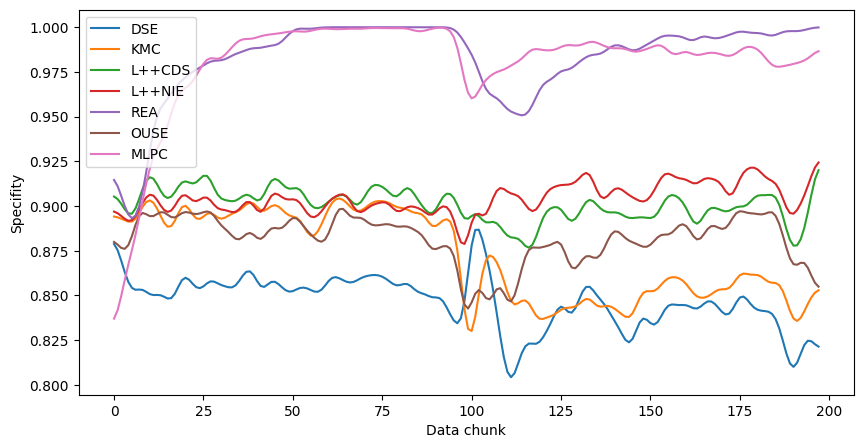 1.000
0.975
0.950
0.925
0.900
0.875
0.850
0.825
0.800
Specifity
DSE
KMC
L++CDS
L++NIE
REA
OUSE
MLPC
0
25
50
75
100
125
150
175
200
Data chunk